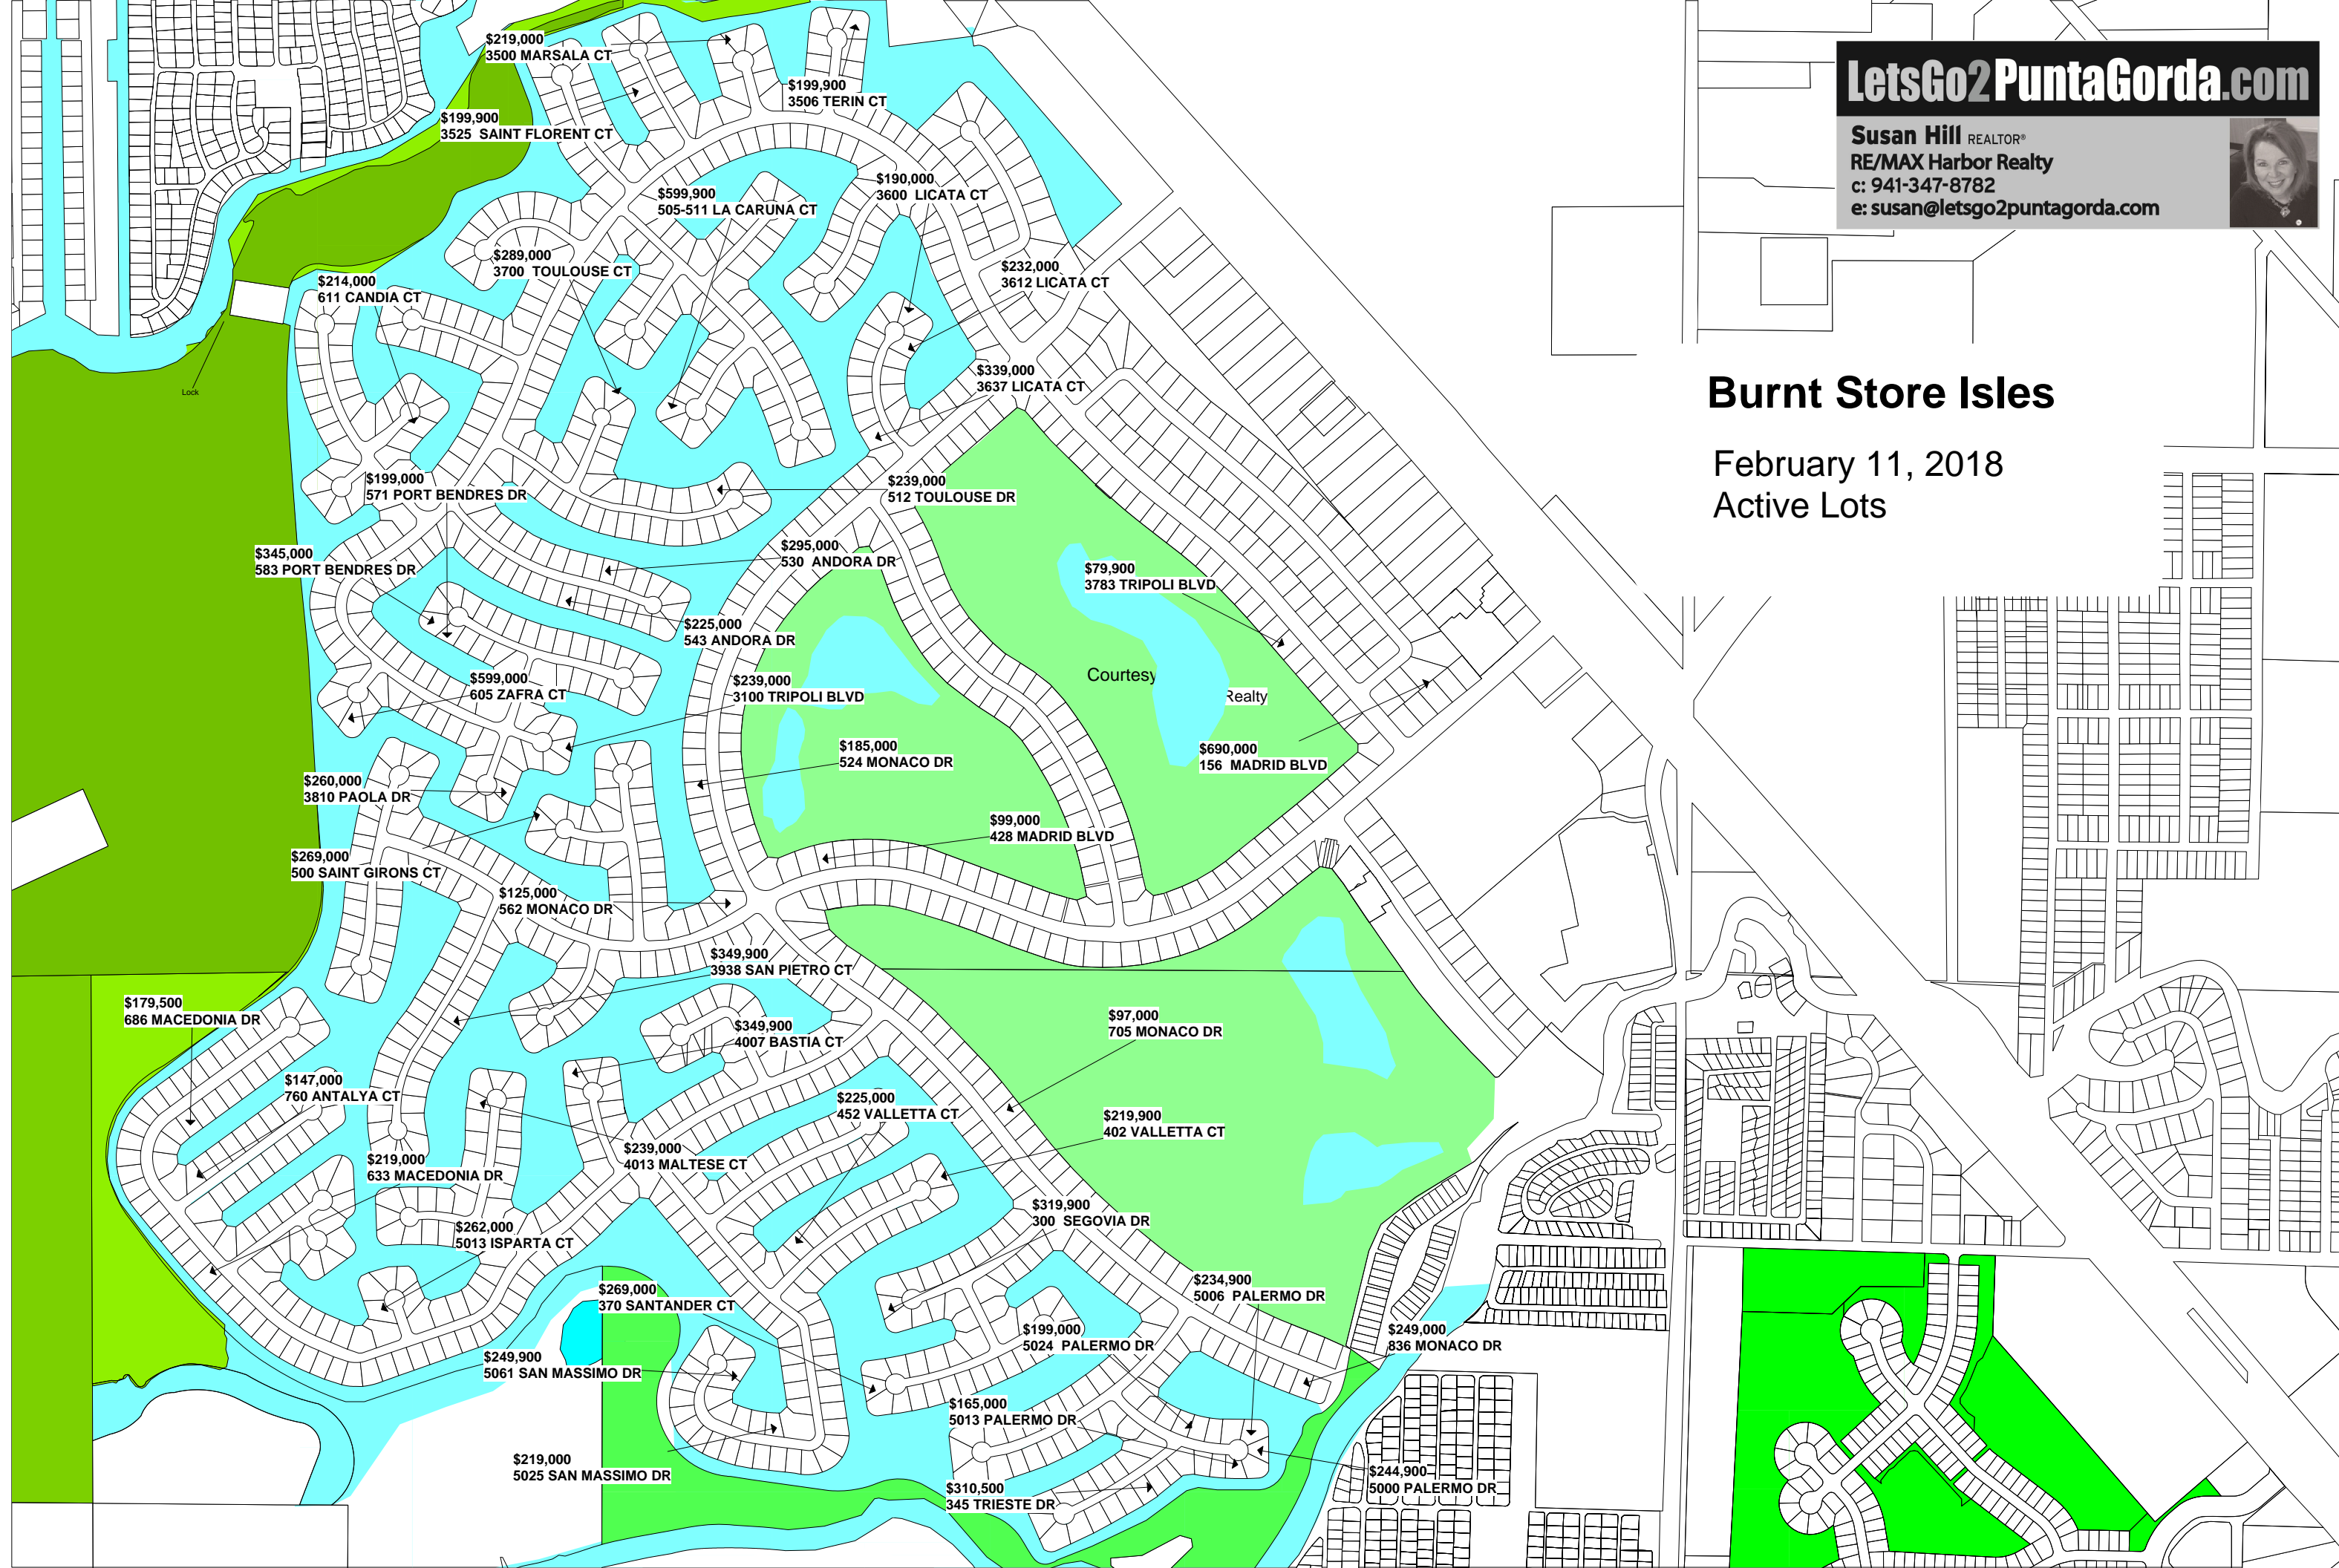 LetsGo2PuntaGorda.com
Susan Hill REALTOR®
RE/MAX Harbor Realty
c: 941-347-8782
e: susan@letsgo2puntagorda.com
Burnt Store Isles
February 11, 2018
Active Lots
$219,000
3500 MARSALA CT
$199,900
3506 TERIN CT
$199,900
3525 SAINT FLORENT CT
$190,000
3600 LICATA CT
$599,900
505-511 LA CARUNA CT
$289,000
3700 TOULOUSE CT
$232,000
3612 LICATA CT
$214,000
611 CANDIA CT
$339,000
3637 LICATA CT
Lock
$199,000
571 PORT BENDRES DR
$239,000
512 TOULOUSE DR
$345,000
583 PORT BENDRES DR
$295,000
530 ANDORA DR
$79,900
3783 TRIPOLI BLVD
$225,000
543 ANDORA DR
$599,000
605 ZAFRA CT
$239,000
3100 TRIPOLI BLVD
Courtesy
Realty
$185,000
524 MONACO DR
$690,000
156 MADRID BLVD
$260,000
3810 PAOLA DR
$99,000
428 MADRID BLVD
$269,000
500 SAINT GIRONS CT
$125,000
562 MONACO DR
$349,900
3938 SAN PIETRO CT
$179,500
686 MACEDONIA DR
$349,900
4007 BASTIA CT
$97,000
705 MONACO DR
$147,000
760 ANTALYA CT
$225,000
452 VALLETTA CT
$219,900
402 VALLETTA CT
$239,000
4013 MALTESE CT
$219,000
633 MACEDONIA DR
$319,900
300 SEGOVIA DR
$262,000
5013 ISPARTA CT
$269,000
370 SANTANDER CT
$234,900
5006 PALERMO DR
$199,000
5024 PALERMO DR
$249,000
836 MONACO DR
$249,900
5061 SAN MASSIMO DR
$165,000
5013 PALERMO DR
$219,000
5025 SAN MASSIMO DR
$244,900
5000 PALERMO DR
$310,500
345 TRIESTE DR